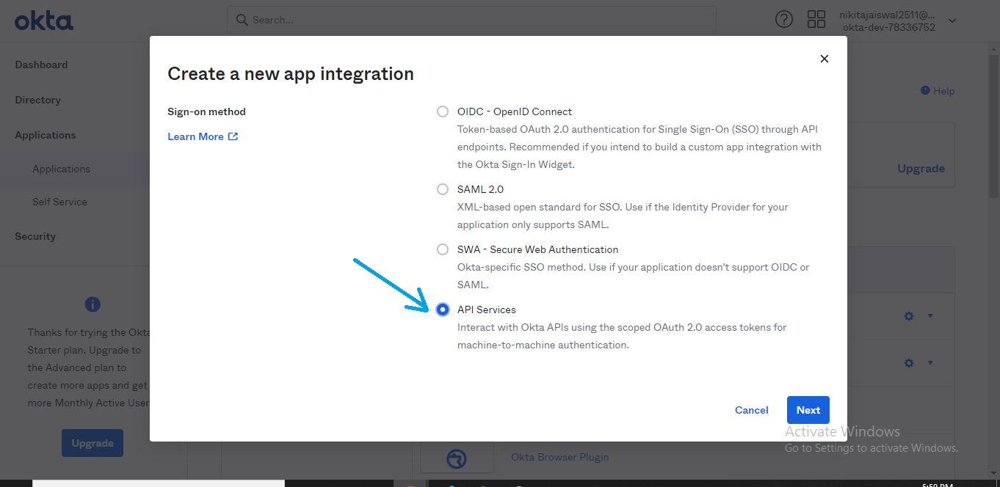 okta
Search...
nikitajaiswal2511@...
okta-dev-78336752
Dashboard
Directory
Applications
Applications
Self Service
Security
Thanks for trying the Okta
Starter plan. Upgrade to
the Advanced plan to
create more apps and get
more Monthly Active User
Upgrade
Help
Upgrade
Create a new app integration
Sign-on method
Learn More
OIDC - OpenID Connect
Token-based OAuth 2.0 authentication for Single Sign-On (SSO) through API
endpoints. Recommended if you intend to build a custom app integration with
the Okta Sign-In Widget.
SAML 2.0
XML-based open standard for SSO. Use if the Identity Provider for your
application only supports SAML.
SWA - Secure Web Authentication
Okta-specific SSO method. Use if your application doesn't support OIDC or
SAML.
API Services
Interact with Okta APIs using the scoped OAuth 2.0 access tokens for
machine-to-machine authentication.
Cancel
Next
Activate Windows
Go to Settings to activate Windows.
Okta Browser Plugin
5:50 PM